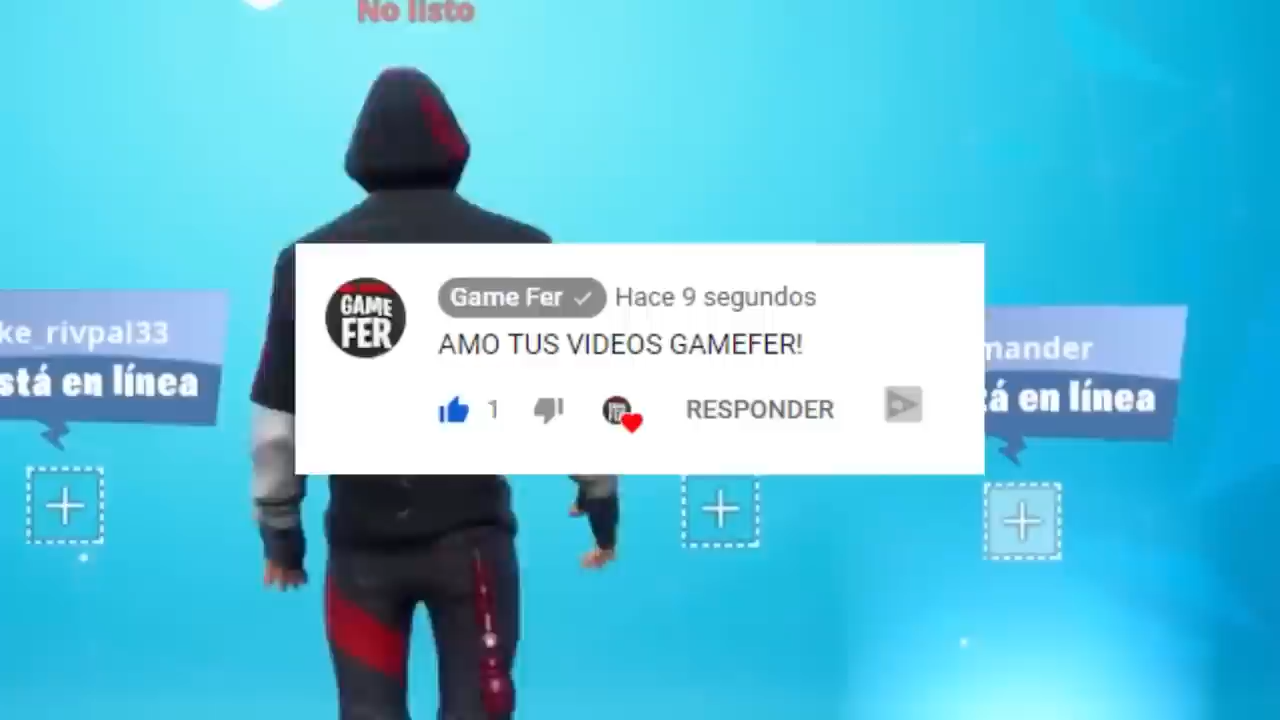 No listo
ke_rivpal33
stá en línea
GAME
FER
Game Fer
Hace 9 segundos
AMO TUS VIDEOS GAMEFER!
1
RESPONDER
mander
tá en línea